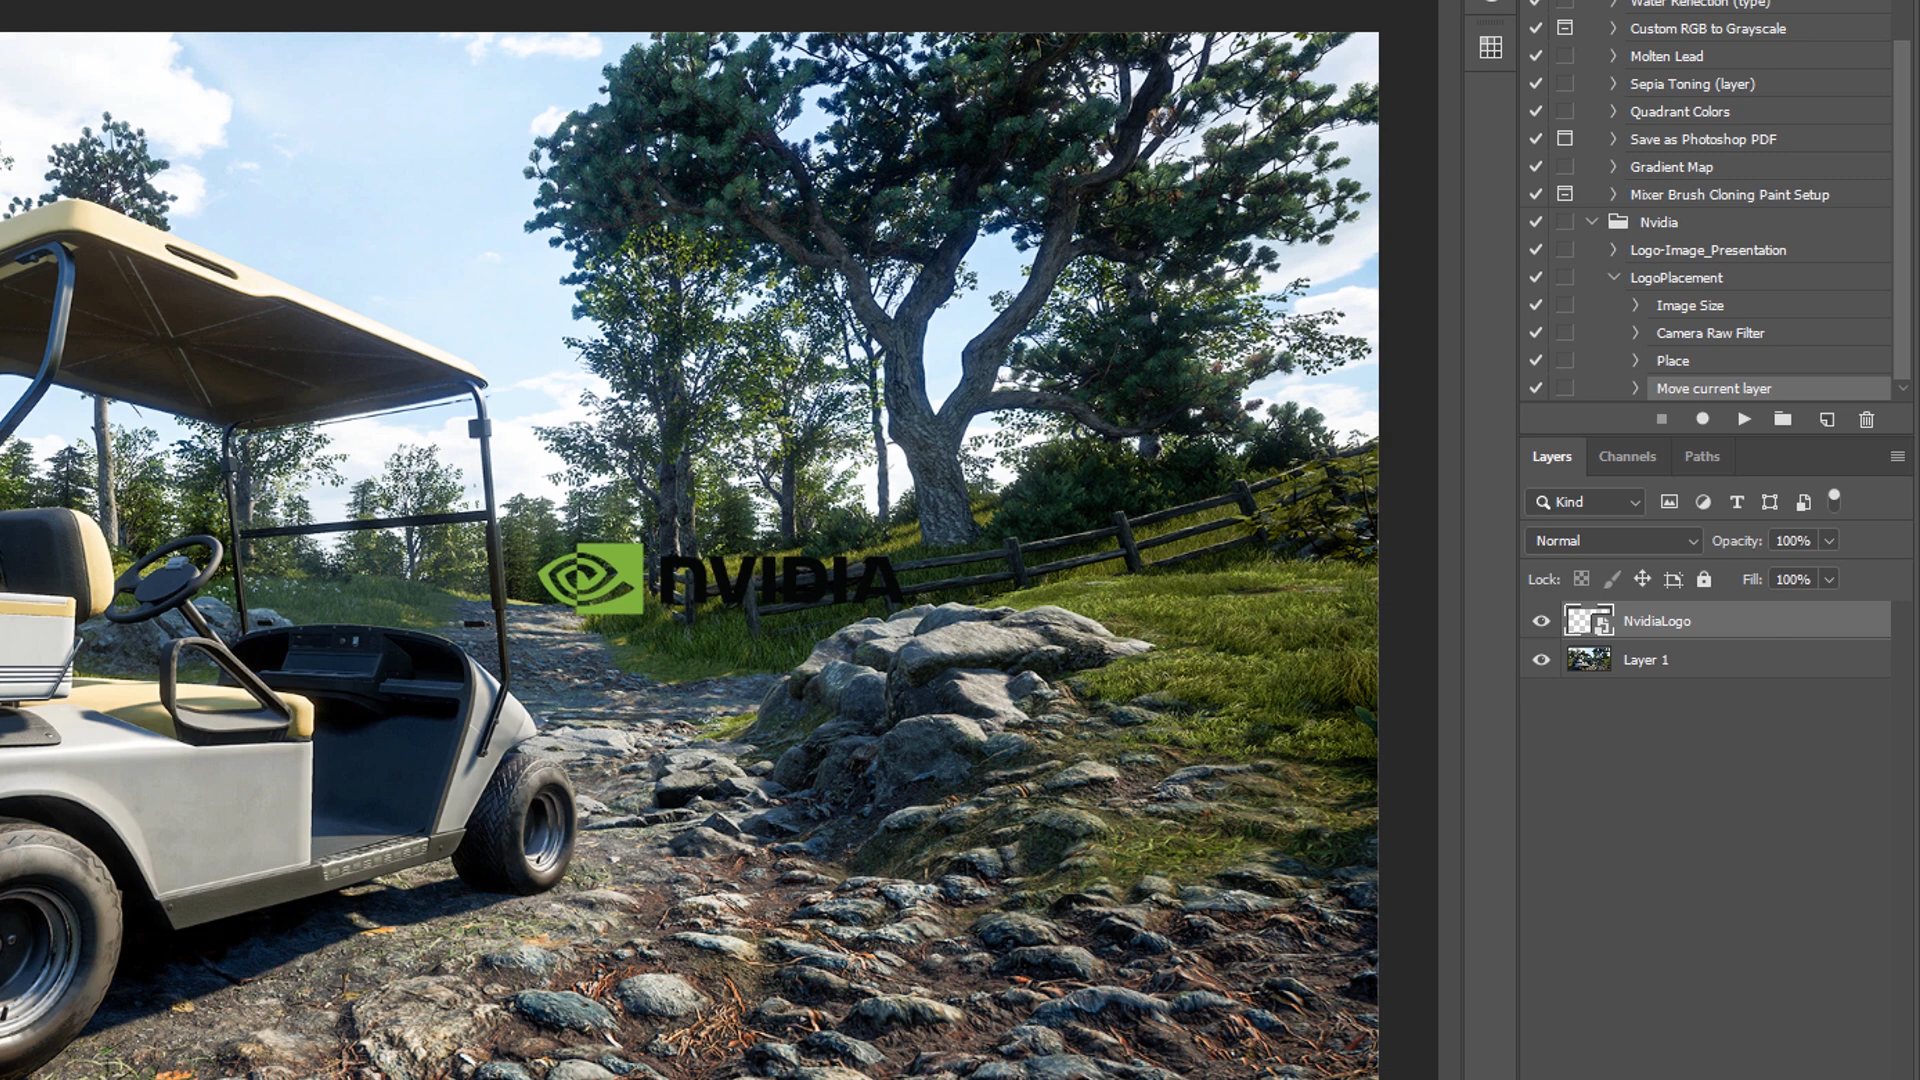 Water Reflection (type)
Custom RGB to Grayscale
Molten Lead
Sepia Toning (layer)
Quadrant Colors
Save as Photoshop PDF
Gradient Map
Mixer Brush Cloning Paint Setup
Nvidia
Logo-Image_Presentation
LogoPlacement
Image Size
Camera Raw Filter
Place
Move current layer
Layers Channels Paths
Kind
Normal Opacity: 100%
Lock: Fill: 100%
NvidiaLogo
Layer 1
NVIDIA